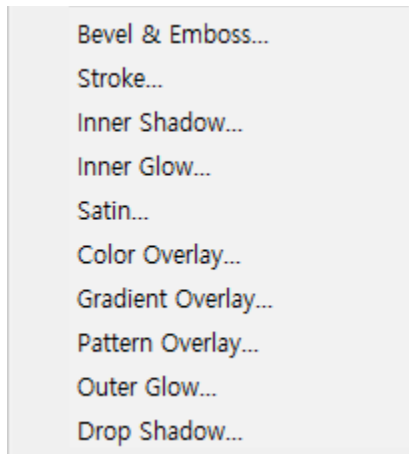 Bevel & Emboss...
Stroke...
Inner Shadow...
Inner Glow...
Satin...
Color Overlay...
Gradient Overlay...
Pattern Overlay...
Outer Glow...
Drop Shadow...